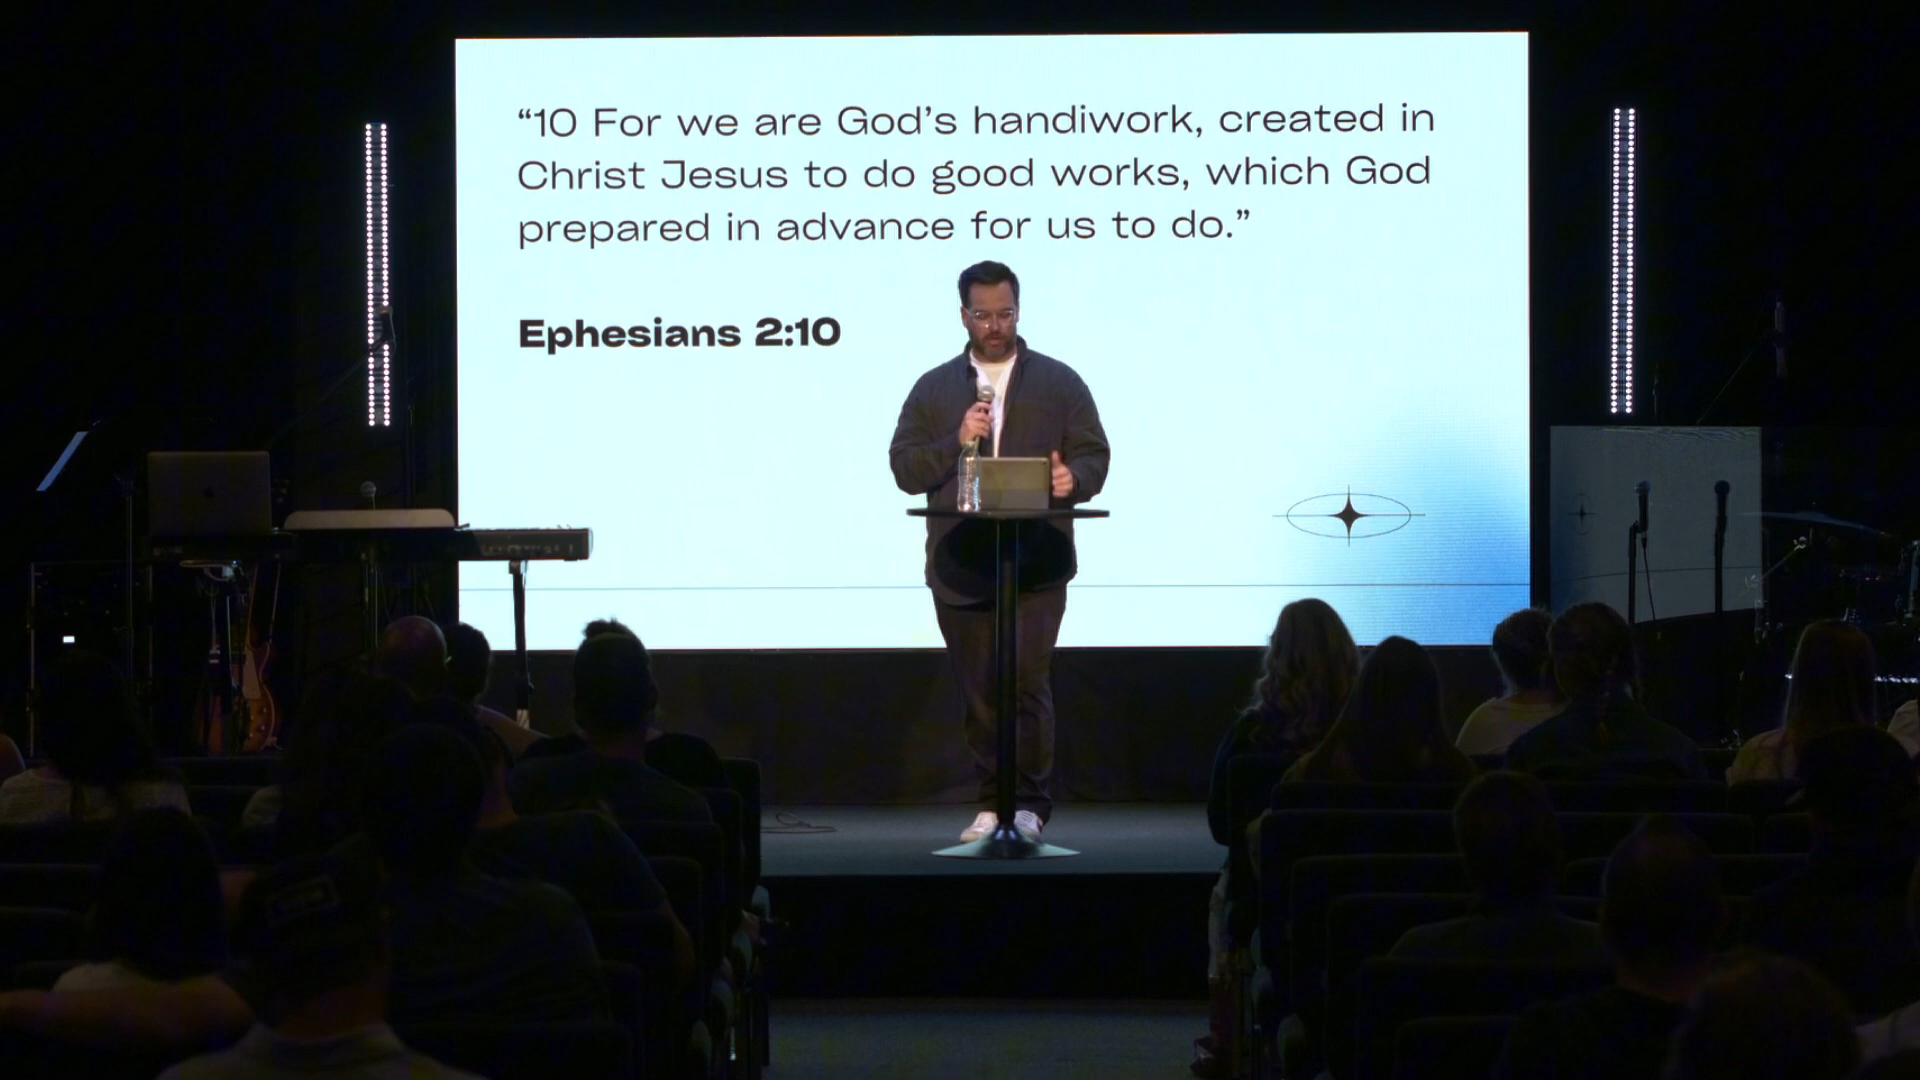 “10 For we are God’s handiwork, created in
Christ Jesus to do good works, which God
prepared in advance for us to do.”
Ephesians 2:10